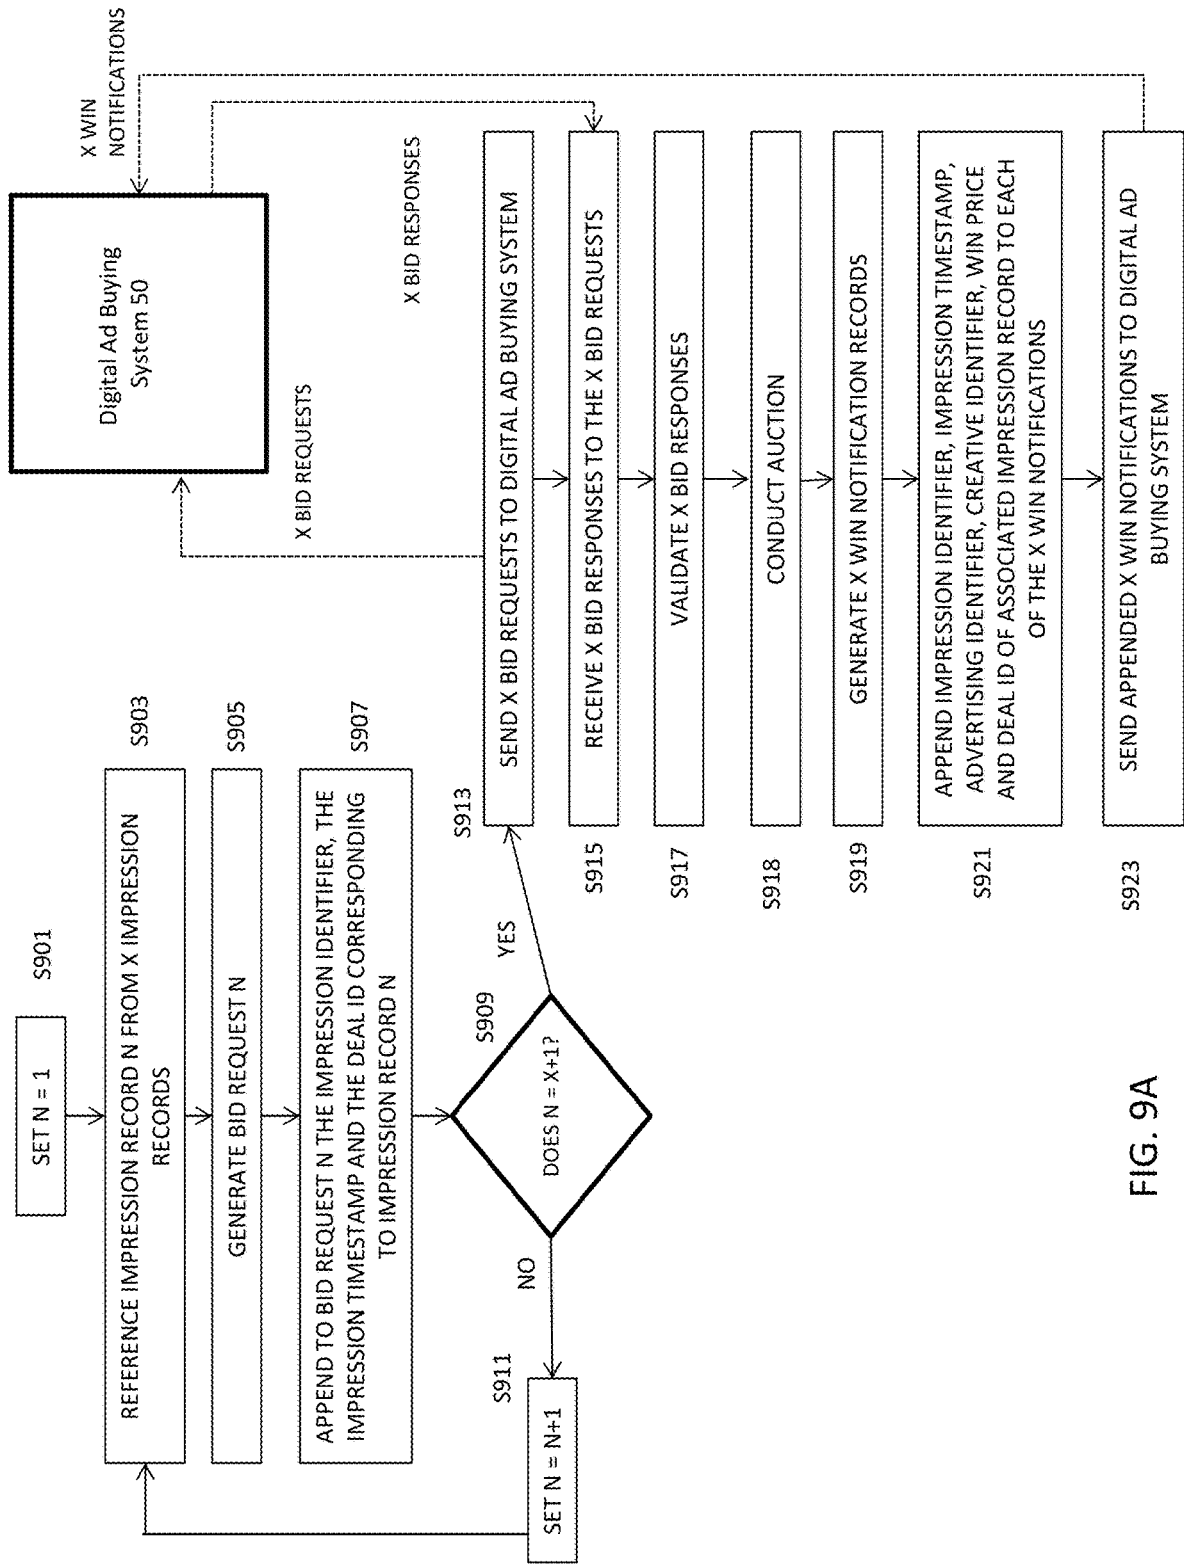 SET N = 1
S901
REFERENCE IMPRESSION RECORD N FROM X IMPRESSION
RECORDS
S903
GENERATE BID REQUEST N
S905
APPEND TO BID REQUEST N THE IMPRESSION IDENTIFIER, THE
IMPRESSION TIMESTAMP AND THE DEAL ID CORRESPONDING
TO IMPRESSION RECORD N
S907
DOES N = X+1?
S909
NO
YES
SET N = N+1
S911
Digital Ad Buying
System 50
X WIN
NOTIFICATIONS
X BID REQUESTS
X BID RESPONSES
S913
SEND X BID REQUESTS TO DIGITAL AD BUYING SYSTEM
S915
RECEIVE X BID RESPONSES TO THE X BID REQUESTS
S917
VALIDATE X BID RESPONSES
S918
CONDUCT AUCTION
S919
GENERATE X WIN NOTIFICATION RECORDS
S921
APPEND IMPRESSION IDENTIFIER, IMPRESSION TIMESTAMP,
ADVERTISING IDENTIFIER, CREATIVE IDENTIFIER, WIN PRICE
AND DEAL ID OF ASSOCIATED IMPRESSION RECORD TO EACH
OF THE X WIN NOTIFICATIONS
S923
SEND APPENDED X WIN NOTIFICATIONS TO DIGITAL AD
BUYING SYSTEM
FIG. 9A